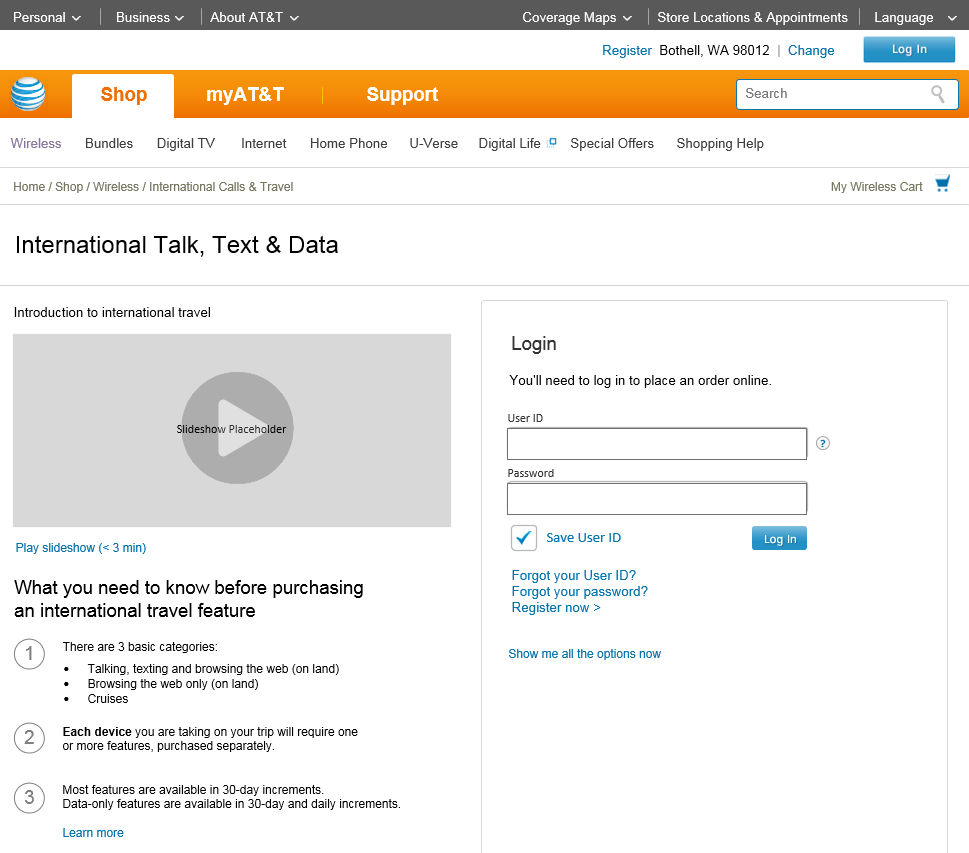 Personal Business About AT&T Coverage Maps Store Locations & Appointments Language
Register Bothell, WA 98012 | Change Log In
Shop myAT&T Support Search
Wireless Bundles Digital TV Internet Home Phone U-Verse Digital Life Special Offers Shopping Help
Home / Shop / Wireless / International Calls & Travel My Wireless Cart
International Talk, Text & Data
Introduction to international travel
Slideshow Placeholder
Play slideshow (< 3 min)
What you need to know before purchasing
an international travel feature
1 There are 3 basic categories:
• Talking, texting and browsing the web (on land)
• Browsing the web only (on land)
• Cruises
2 Each device you are taking on your trip will require one
or more features, purchased separately.
3 Most features are available in 30-day increments.
Data-only features are available in 30-day and daily increments.
Learn more
Login
You'll need to log in to place an order online.
User ID
?
Password
Save User ID Log In
Forgot your User ID?
Forgot your password?
Register now >
Show me all the options now